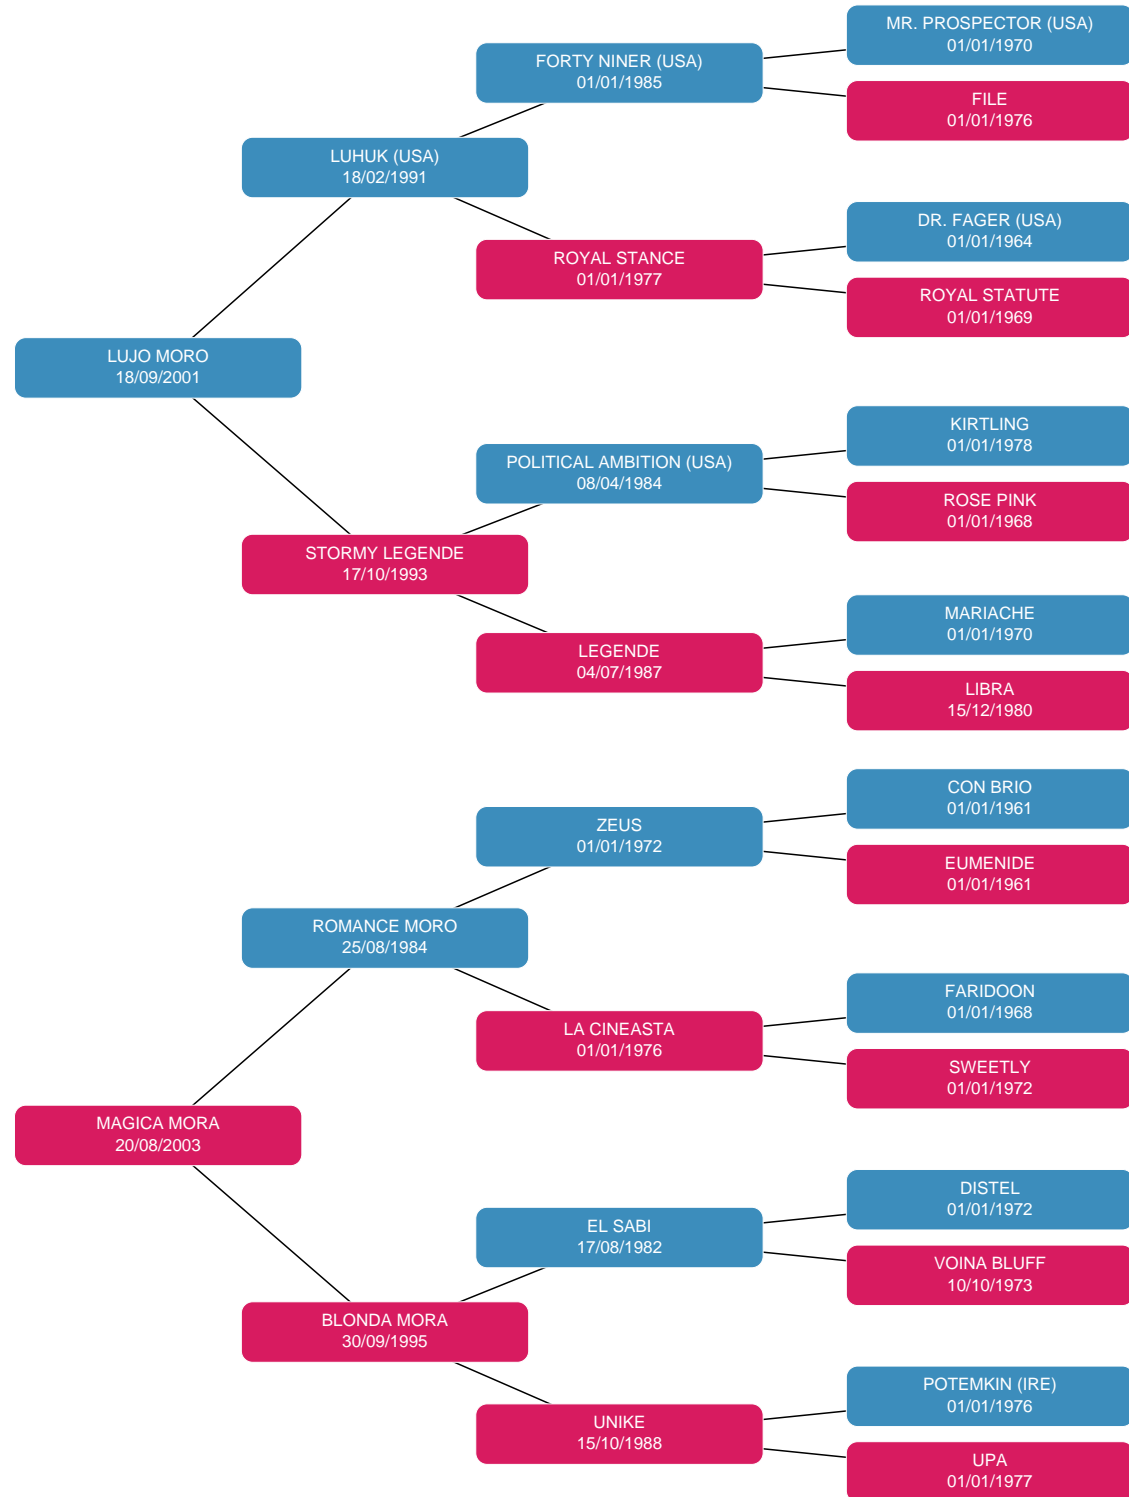 MR. PROSPECTOR (USA)
01/01/1970
FORTY NINER (USA)
01/01/1985
FILE
01/01/1976
LUHUK (USA)
18/02/1991
DR. FAGER (USA)
01/01/1964
ROYAL STANCE
01/01/1977
ROYAL STATUTE
01/01/1969
LUJO MORO
18/09/2001
KIRTLING
01/01/1978
POLITICAL AMBITION (USA)
08/04/1984
ROSE PINK
01/01/1968
STORMY LEGENDE
17/10/1993
MARIACHE
01/01/1970
LEGENDE
04/07/1987
LIBRA
15/12/1980
CON BRIO
01/01/1961
ZEUS
01/01/1972
EUMENIDE
01/01/1961
ROMANCE MORO
25/08/1984
FARIDOON
01/01/1968
LA CINEASTA
01/01/1976
SWEETLY
01/01/1972
MAGICA MORA
20/08/2003
DISTEL
01/01/1972
EL SABI
17/08/1982
VOINA BLUFF
10/10/1973
BLONDA MORA
30/09/1995
POTEMKIN (IRE)
01/01/1976
UNIKE
15/10/1988
UPA
01/01/1977